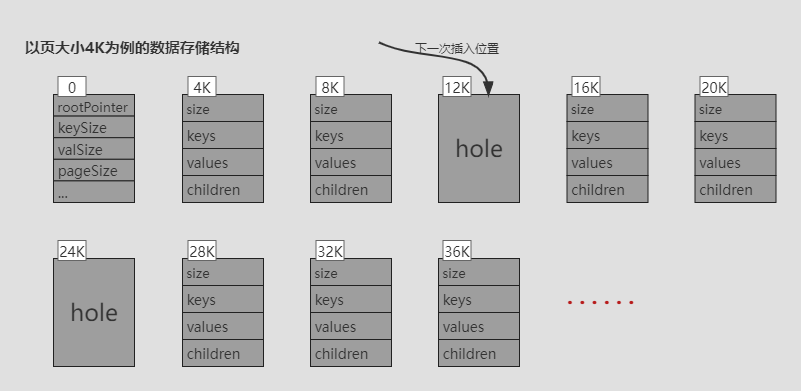 以页大小4K为例的数据存储结构
下一次插入位置
0
rootPointer
keySize
valSize
pageSize
...
4K
size
keys
values
children
8K
size
keys
values
children
12K
hole
16K
size
keys
values
children
20K
size
keys
values
children
24K
hole
28K
size
keys
values
children
32K
size
keys
values
children
36K
size
keys
values
children
......